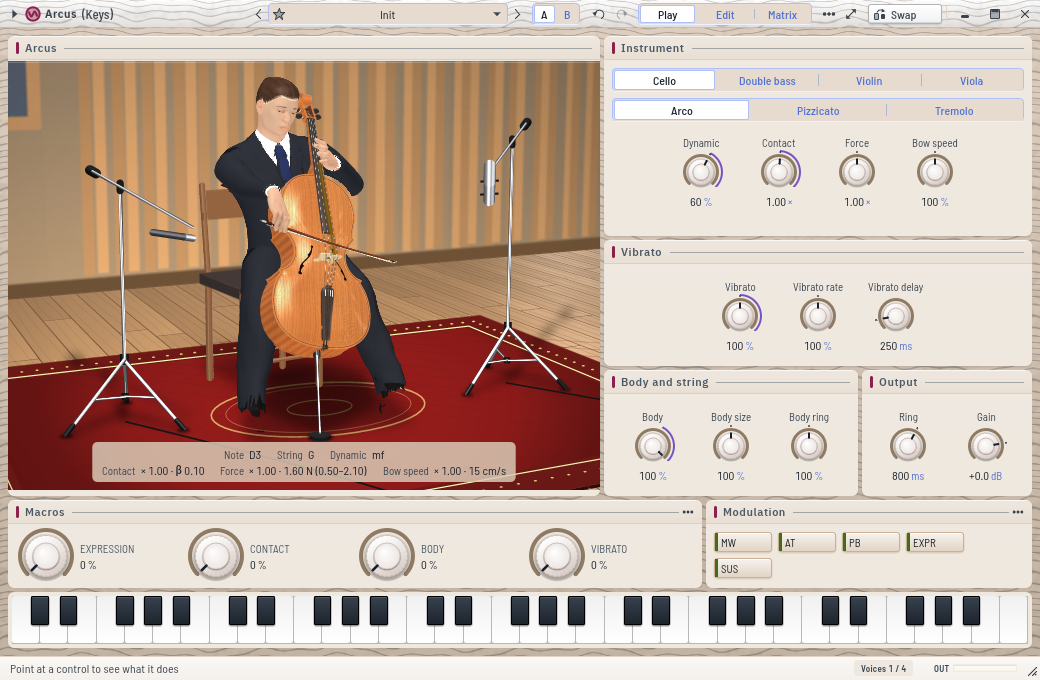 Arcus (Keys)
Init
A B
Play Edit Matrix
Swap
Arcus
Note D3 String G Dynamic mf
Contact × 1.00 · β 0.10 Force × 1.00 · 1.60 N (0.50–2.10) Bow speed × 1.00 · 15 cm/s
Instrument
Cello Double bass Violin Viola
Arco Pizzicato Tremolo
Dynamic Contact Force Bow speed
60 % 1.00 × 1.00 × 100 %
Vibrato
Vibrato Vibrato rate Vibrato delay
100 % 100 % 250 ms
Body and string
Body Body size Body ring
100 % 100 % 100 %
Output
Ring Gain
800 ms +0.0 dB
Macros
EXPRESSION
0 %
CONTACT
0 %
BODY
0 %
VIBRATO
0 %
Modulation
MW AT PB EXPR
SUS
Point at a control to see what it does
Voices 1 / 4
OUT